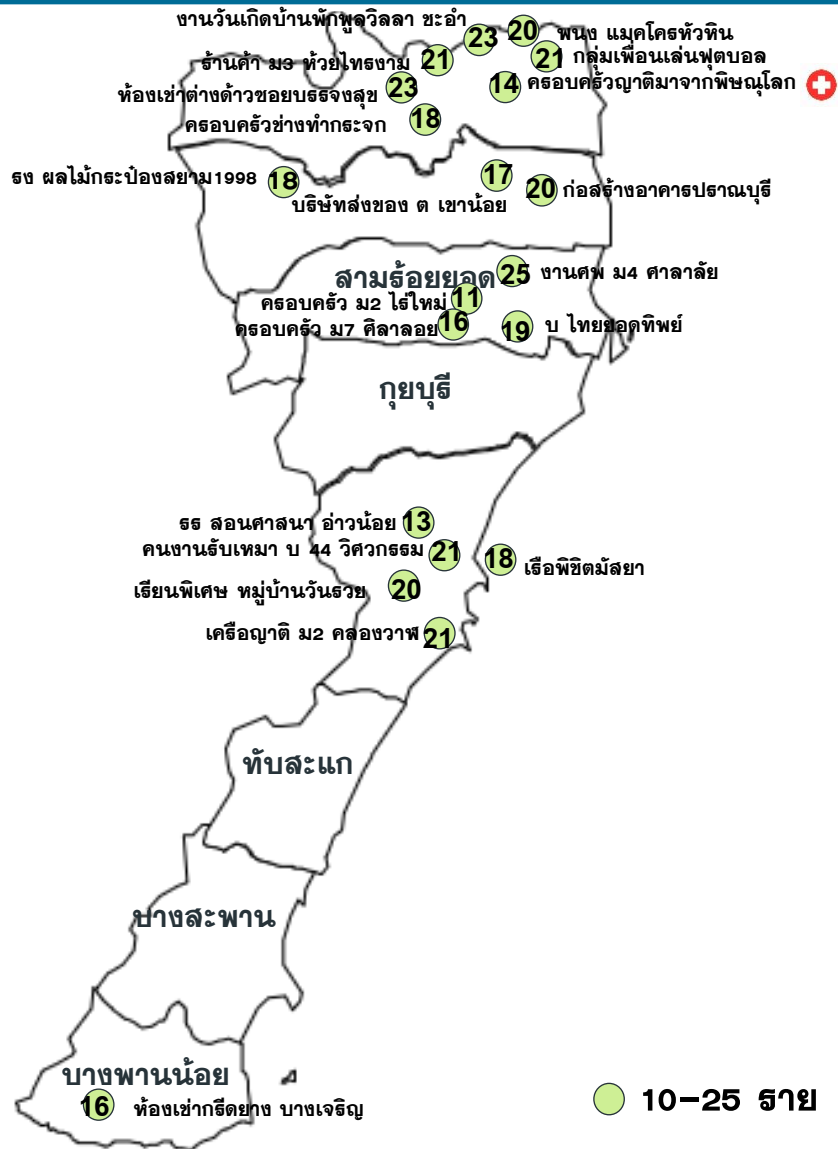 งานวันเกิดบ้านพักพูลวิลลา ชะอำ
23
20 พนง แมคโครหัวหิน
ร้านค้า ม3 ห้วยไทรงาม 21
21 กลุ่มเพื่อนเล่นฟุตบอล
ห้องเช่าต่างด้าวซอยบรรจงสุข 23
14 ครอบครัวญาติมาจากพิษณุโลก
ครอบครัวช่างทำกระจก 18
รง ผลไม้กระป๋องสยาม1998 18
17
บริษัทส่งของ ต เขาน้อย
20 ก่อสร้างอาคารปราณบุรี
สามร้อยยอด
25 งานศพ ม4 ศาลาลัย
ครอบครัว ม2 ไร่ใหม่ 11
ครอบครัว ม7 ศิลาลอย 16
19 บ ไทยยอดทิพย์
กุยบุรี
รร สอนศาสนา อ่าวน้อย 13
คนงานรับเหมา บ 44 วิศวกรรม 21
18 เรือพิชิตมัสยา
เรียนพิเศษ หมู่บ้านวันรวย 20
เครือญาติ ม2 คลองวาฬ 21
ทับสะแก
บางสะพาน
บางพานน้อย
16 ห้องเช่ากรีดยาง บางเจริญ
10-25 ราย